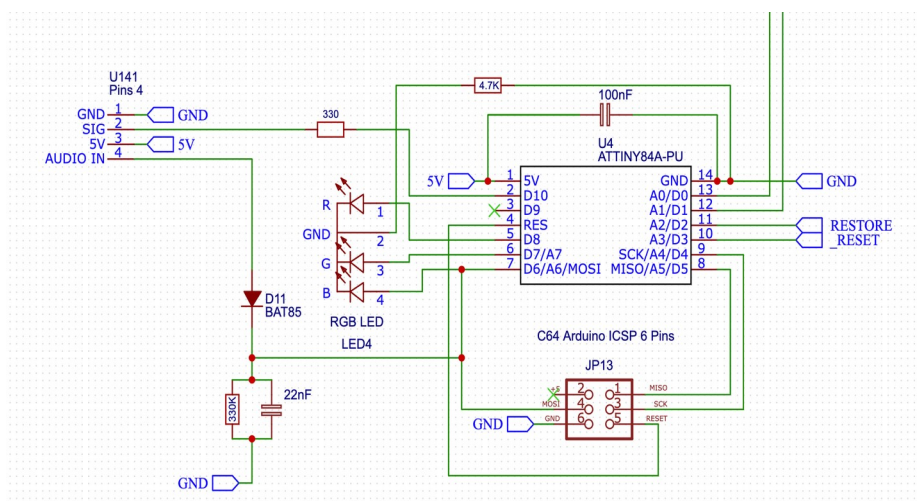 U141
Pins 4
GND 1 GND
SIG 2
5V 3 5V
AUDIO IN 4
330
4.7K
100nF
U4
ATTINY84A-PU
5V 1 5V GND 14 GND
2 D10 A0/D0 13
3 D9 A1/D1 12
4 RES A2/D2 11 RESTORE
5 D8 A3/D3 10 _RESET
6 D7/A7 SCK/A4/D4 9
7 D6/A6/MOSI MISO/A5/D5 8
R 1
GND 2
G 3
B 4
RGB LED
LED4
D11
BAT85
330K
22nF
GND
C64 Arduino ICSP 6 Pins
JP13
+5 2 1 MISO
MOSI 4 3 SCK
GND GND 6 5 RESET